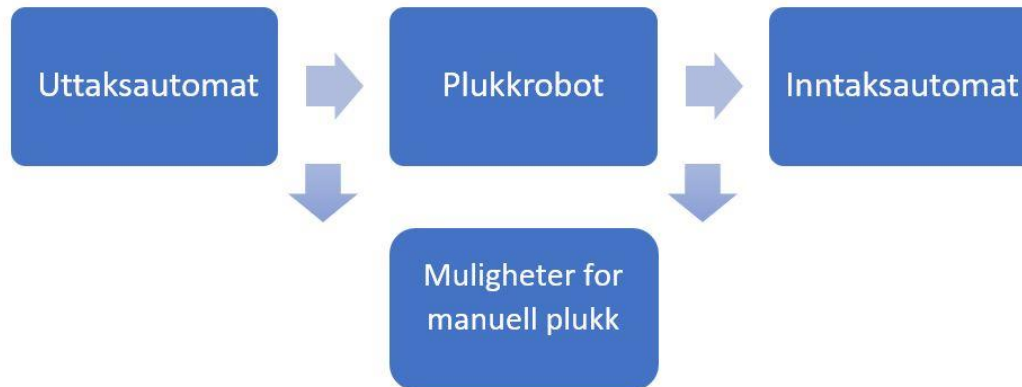 Uttaksautomat
Plukkrobot
Inntaksautomat
Muligheter for
manuell plukk